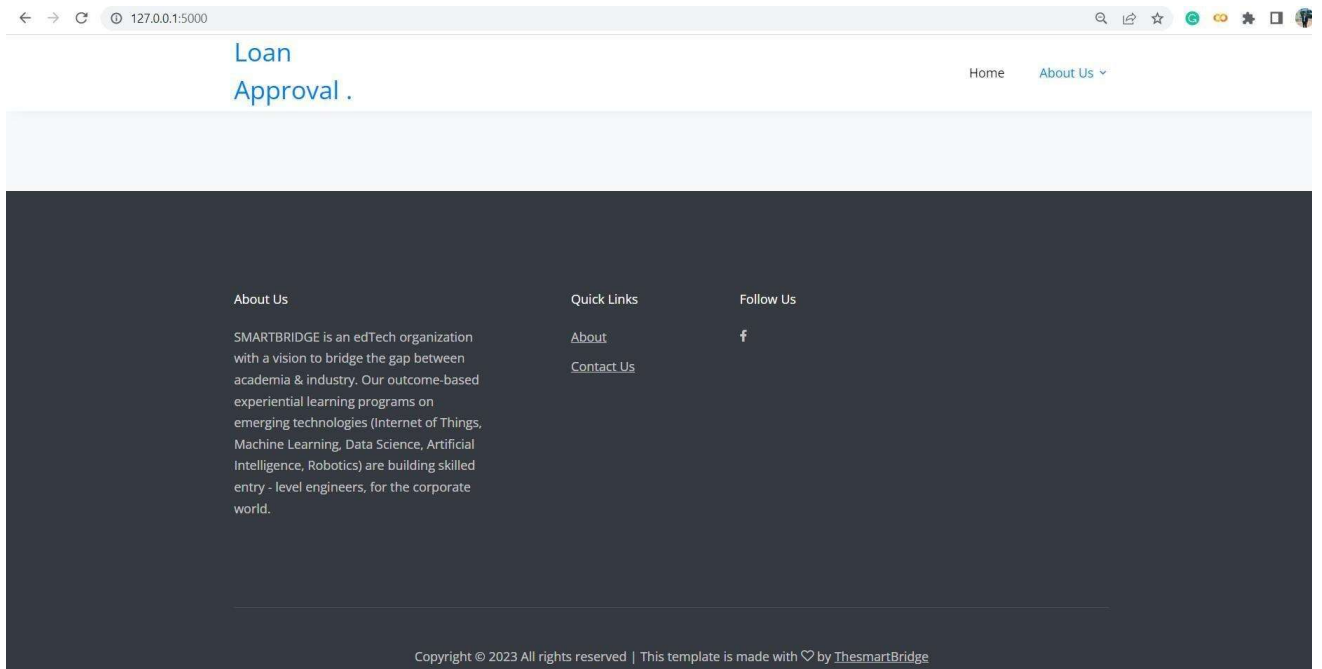 127.0.0.1:5000
Loan
Approval .
Home
About Us
About Us
SMARTBRIDGE is an edTech organization
with a vision to bridge the gap between
academia & industry. Our outcome-based
experiential learning programs on
emerging technologies (Internet of Things,
Machine Learning, Data Science, Artificial
Intelligence, Robotics) are building skilled
entry - level engineers, for the corporate
world.
Quick Links
About
Contact Us
Follow Us
Copyright © 2023 All rights reserved | This template is made with ♡ by ThesmartBridge